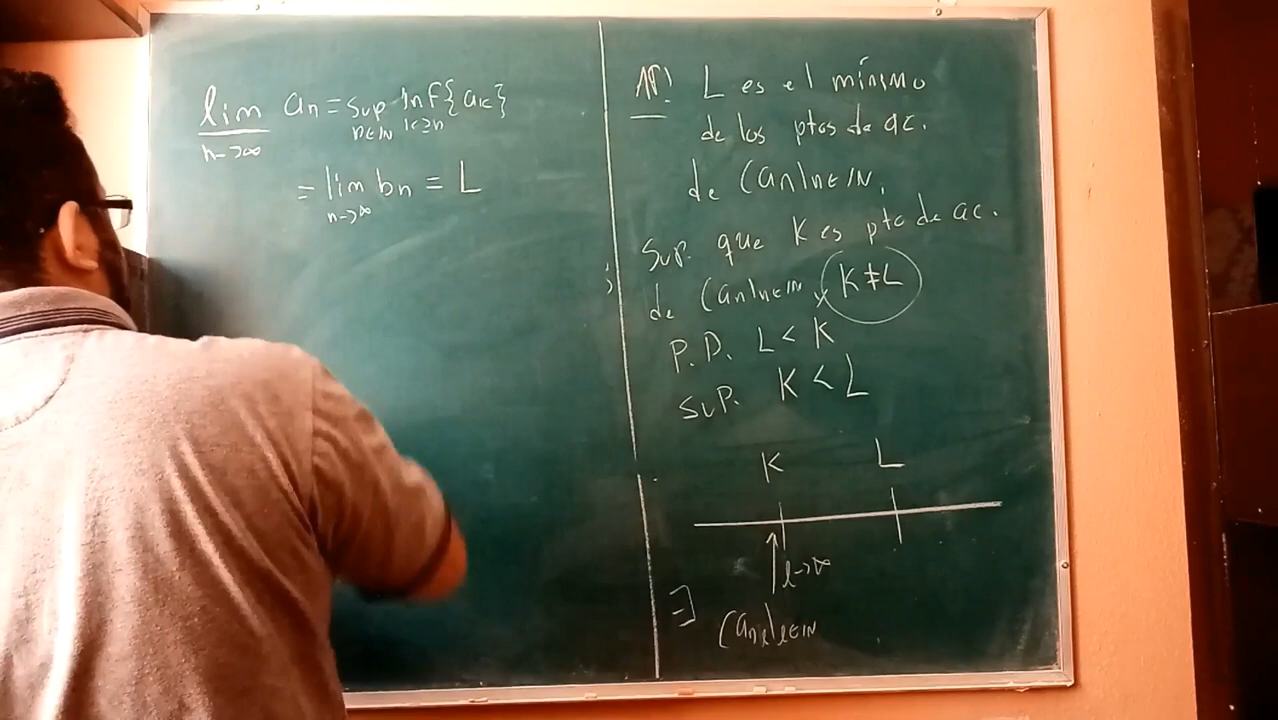 lim an = Sup Inf{ak}
n→∞ n∈IN k≥n
= lim bn = L
n→∞
Af! L es el mínimo
de los ptos de ac.
de (an)n∈IN.
Sup. que K es pto de ac.
de (an)n∈IN y K≠L
P.D. L < K
Sup. K < L
K L
l→∞
∃ (anl)l∈IN